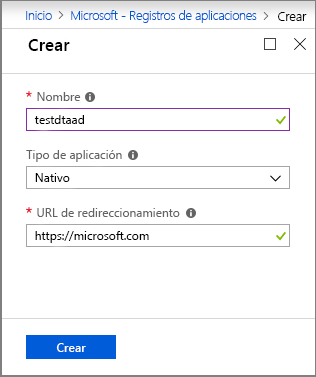 Inicio > Microsoft - Registros de aplicaciones > Crear
Crear
* Nombre
testdtaad
Tipo de aplicación
Nativo
* URL de redireccionamiento
https://microsoft.com
Crear